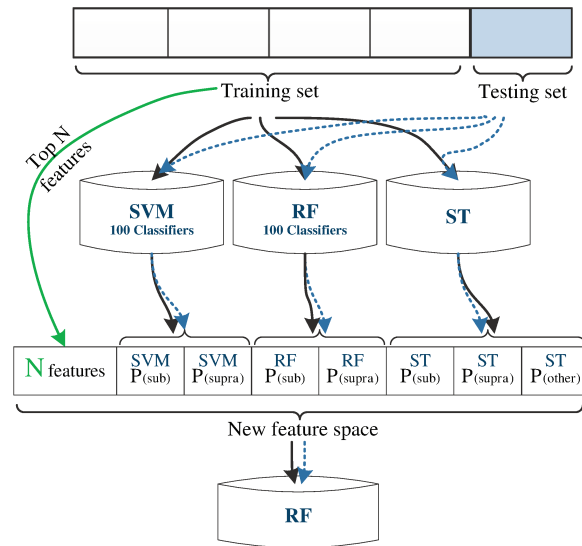 Training set
Testing set
Top N
features
SVM
100 Classifiers
RF
100 Classifiers
ST
N features
SVM
P(sub)
SVM
P(supra)
RF
P(sub)
RF
P(supra)
ST
P(sub)
ST
P(supra)
ST
P(other)
New feature space
RF